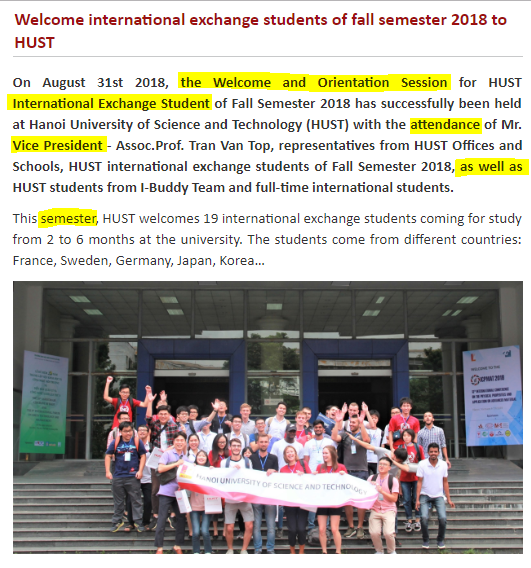 Welcome international exchange students of fall semester 2018 to
HUST
On August 31st 2018, the Welcome and Orientation Session for HUST
International Exchange Student of Fall Semester 2018 has successfully been held
at Hanoi University of Science and Technology (HUST) with the attendance of Mr.
Vice President - Assoc.Prof. Tran Van Top, representatives from HUST Offices and
Schools, HUST international exchange students of Fall Semester 2018, as well as
HUST students from I-Buddy Team and full-time international students.
This semester, HUST welcomes 19 international exchange students coming for study
from 2 to 6 months at the university. The students come from different countries:
France, Sweden, Germany, Japan, Korea…
WELCOME TO THE
HANOI UNIVERSITY OF SCIENCE AND TECHNOLOGY